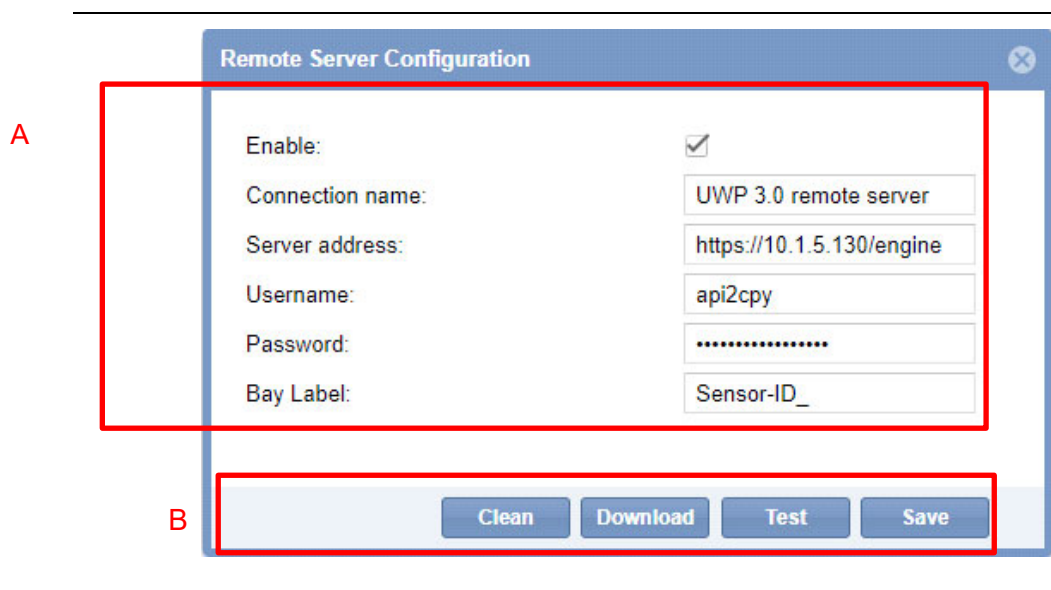 Remote Server Configuration
A
Enable:
Connection name: UWP 3.0 remote server
Server address: https://10.1.5.130/engine
Username: api2cpy
Password: •••••••••••••••••
Bay Label: Sensor-ID_
B
Clean Download Test Save